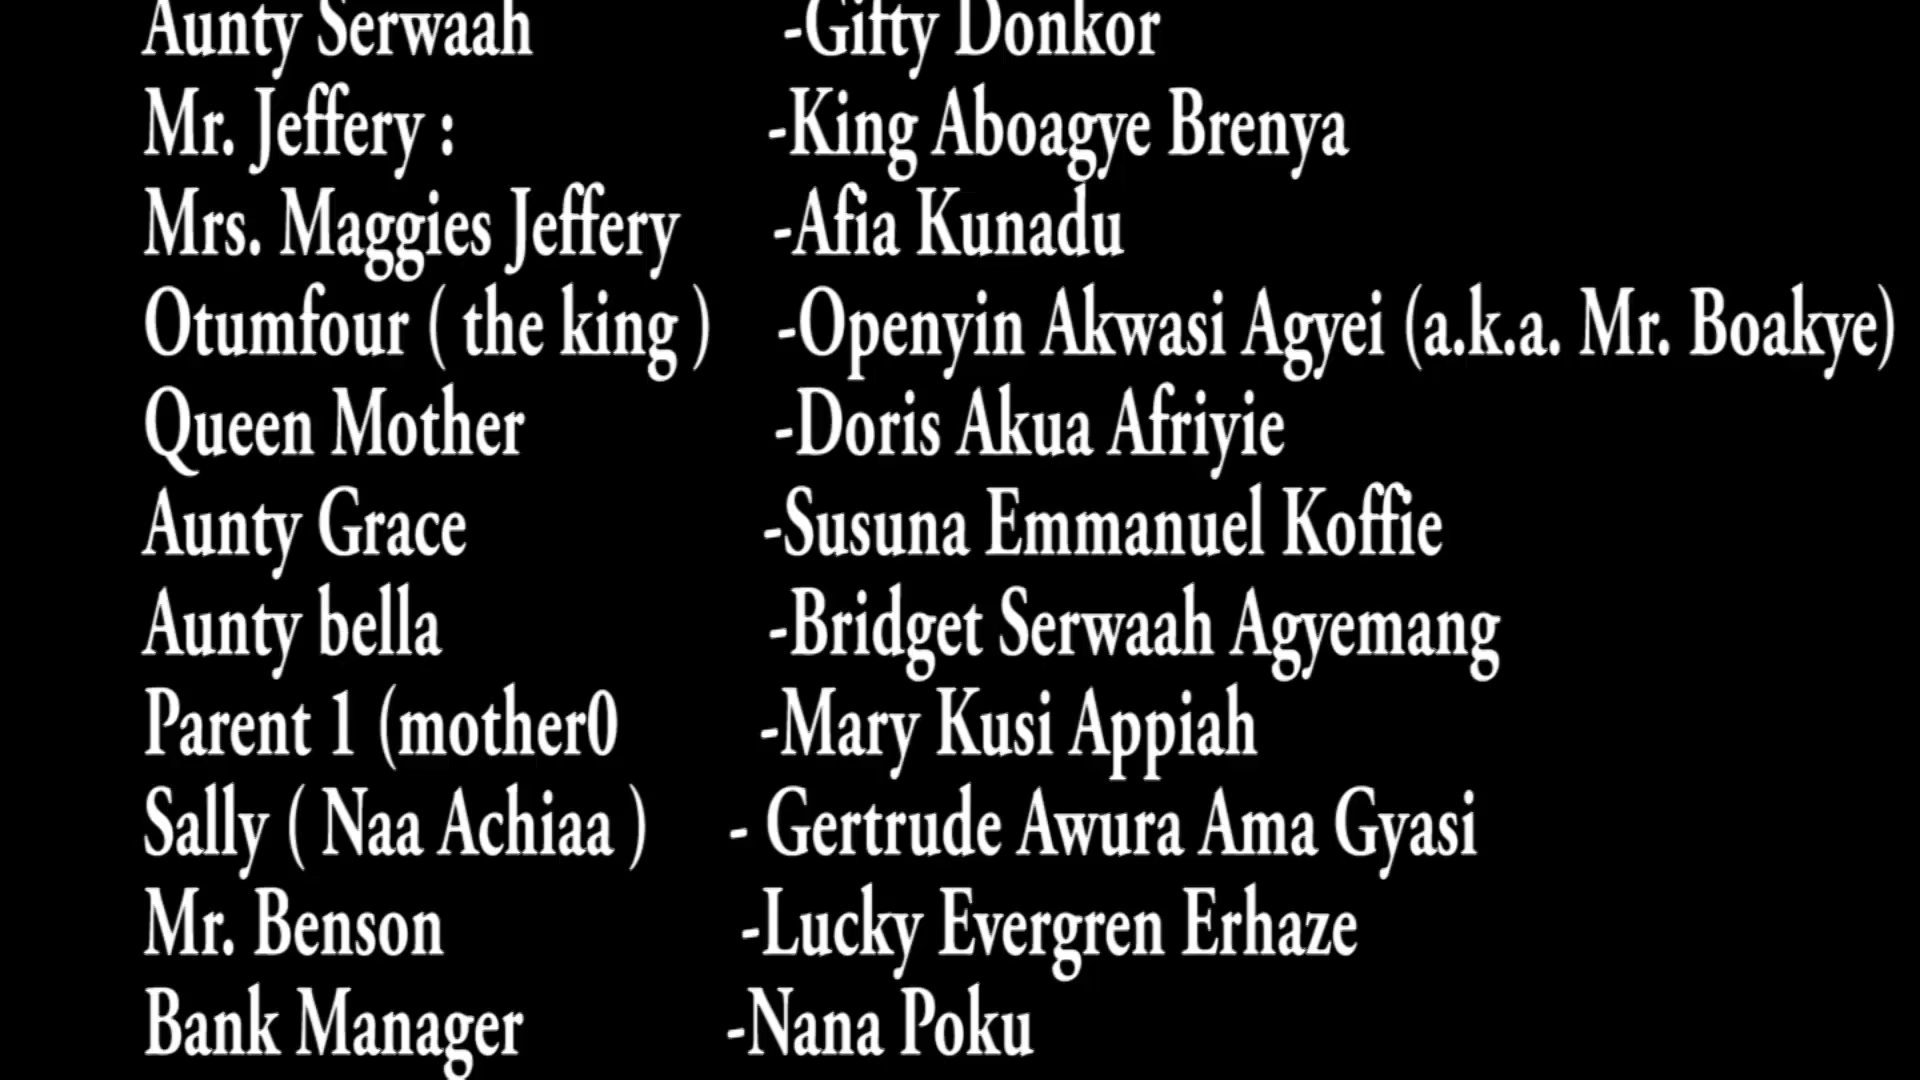 Aunty Serwaah -Gifty Donkor
Mr. Jeffery : -King Aboagye Brenya
Mrs. Maggies Jeffery -Afia Kunadu
Otumfour ( the king ) -Openyin Akwasi Agyei (a.k.a. Mr. Boakye)
Queen Mother -Doris Akua Afriyie
Aunty Grace -Susuna Emmanuel Koffie
Aunty bella -Bridget Serwaah Agyemang
Parent 1 (mother0 -Mary Kusi Appiah
Sally ( Naa Achiaa ) - Gertrude Awura Ama Gyasi
Mr. Benson -Lucky Evergren Erhaze
Bank Manager -Nana Poku